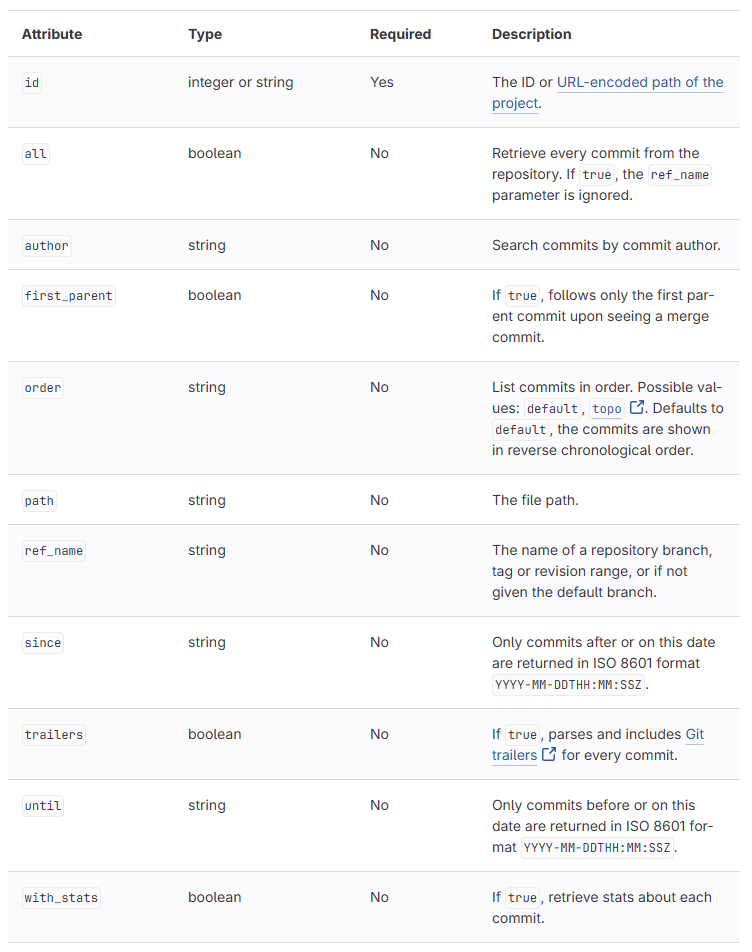 Attribute Type Required Description
id integer or string Yes The ID or URL-encoded path of the
project.
all boolean No Retrieve every commit from the
repository. If true, the ref_name
parameter is ignored.
author string No Search commits by commit author.
first_parent boolean No If true, follows only the first par-
ent commit upon seeing a merge
commit.
order string No List commits in order. Possible val-
ues: default, topo. Defaults to
default, the commits are shown
in reverse chronological order.
path string No The file path.
ref_name string No The name of a repository branch,
tag or revision range, or if not
given the default branch.
since string No Only commits after or on this date
are returned in ISO 8601 format
YYYY-MM-DDTHH:MM:SSZ.
trailers boolean No If true, parses and includes Git
trailers for every commit.
until string No Only commits before or on this
date are returned in ISO 8601 for-
mat YYYY-MM-DDTHH:MM:SSZ.
with_stats boolean No If true, retrieve stats about each
commit.